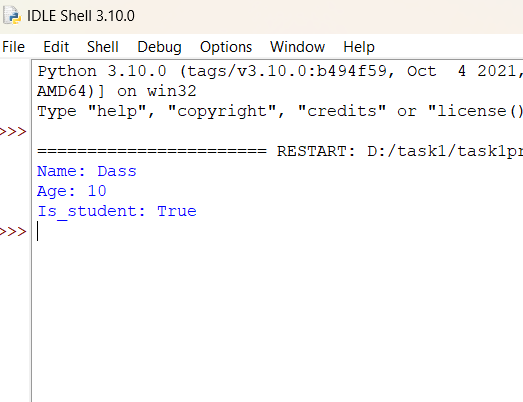 IDLE Shell 3.10.0
File Edit Shell Debug Options Window Help
Python 3.10.0 (tags/v3.10.0:b494f59, Oct  4 2021,
AMD64)] on win32
Type "help", "copyright", "credits" or "license()
>>>
======================= RESTART: D:/task1/task1pr
Name: Dass
Age: 10
Is_student: True
>>>